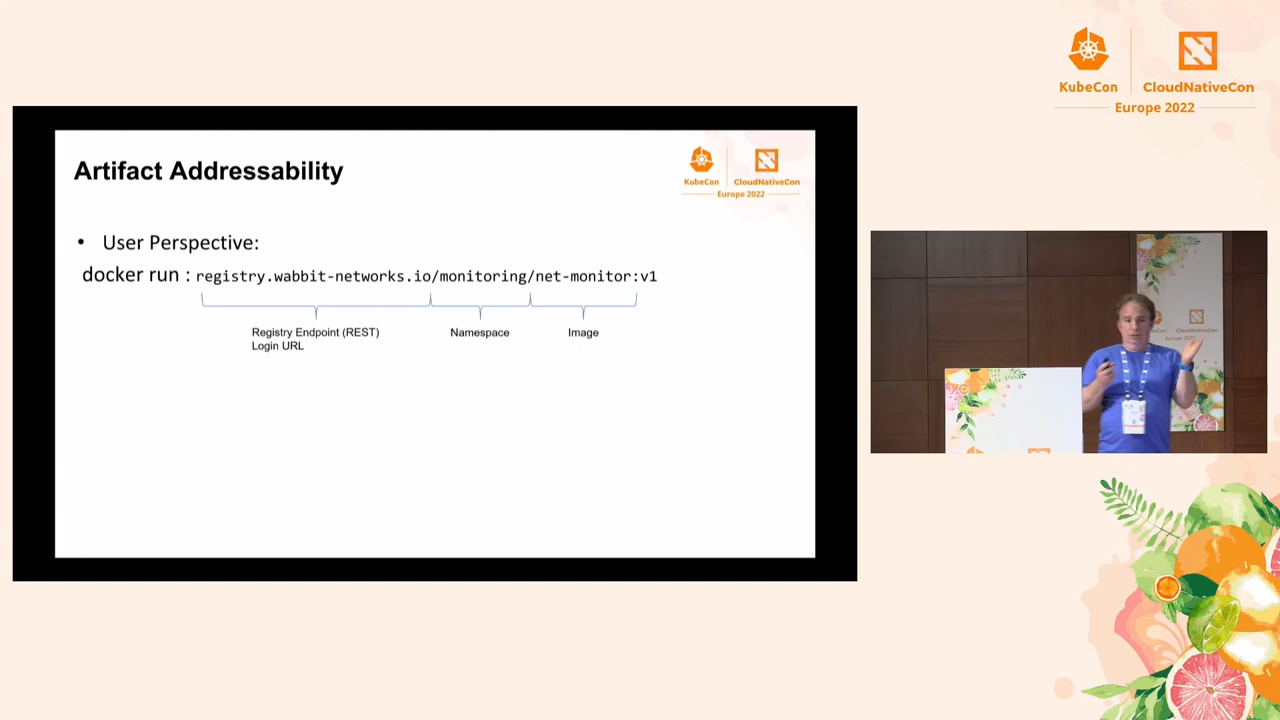 KubeCon
CloudNativeCon
Europe 2022
Artifact Addressability
KubeCon
CloudNativeCon
Europe 2022
• User Perspective:
docker run : registry.wabbit-networks.io/monitoring/net-monitor:v1
Registry Endpoint (REST)
Login URL
Namespace
Image
CloudNativeCon